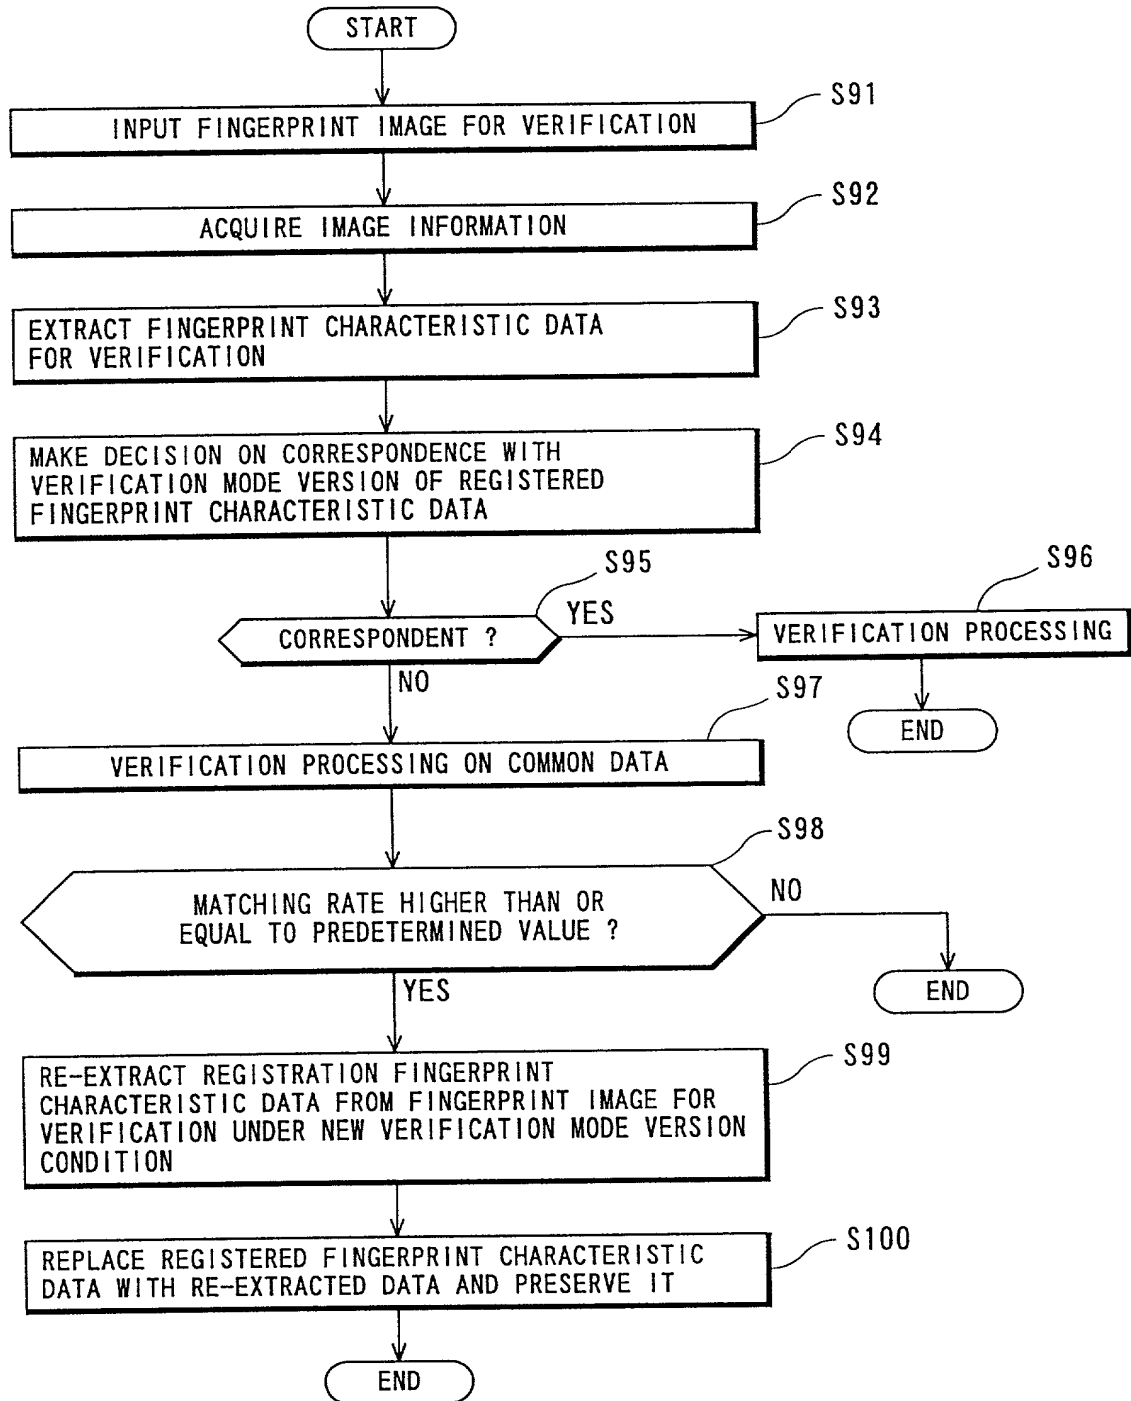 START
S91
INPUT FINGERPRINT IMAGE FOR VERIFICATION
S92
ACQUIRE IMAGE INFORMATION
S93
EXTRACT FINGERPRINT CHARACTERISTIC DATA
FOR VERIFICATION
S94
MAKE DECISION ON CORRESPONDENCE WITH
VERIFICATION MODE VERSION OF REGISTERED
FINGERPRINT CHARACTERISTIC DATA
S95
CORRESPONDENT ?
YES
S96
VERIFICATION PROCESSING
END
NO
S97
VERIFICATION PROCESSING ON COMMON DATA
S98
MATCHING RATE HIGHER THAN OR
EQUAL TO PREDETERMINED VALUE ?
NO
END
YES
S99
RE-EXTRACT REGISTRATION FINGERPRINT
CHARACTERISTIC DATA FROM FINGERPRINT IMAGE FOR
VERIFICATION UNDER NEW VERIFICATION MODE VERSION
CONDITION
S100
REPLACE REGISTERED FINGERPRINT CHARACTERISTIC
DATA WITH RE-EXTRACTED DATA AND PRESERVE IT
END